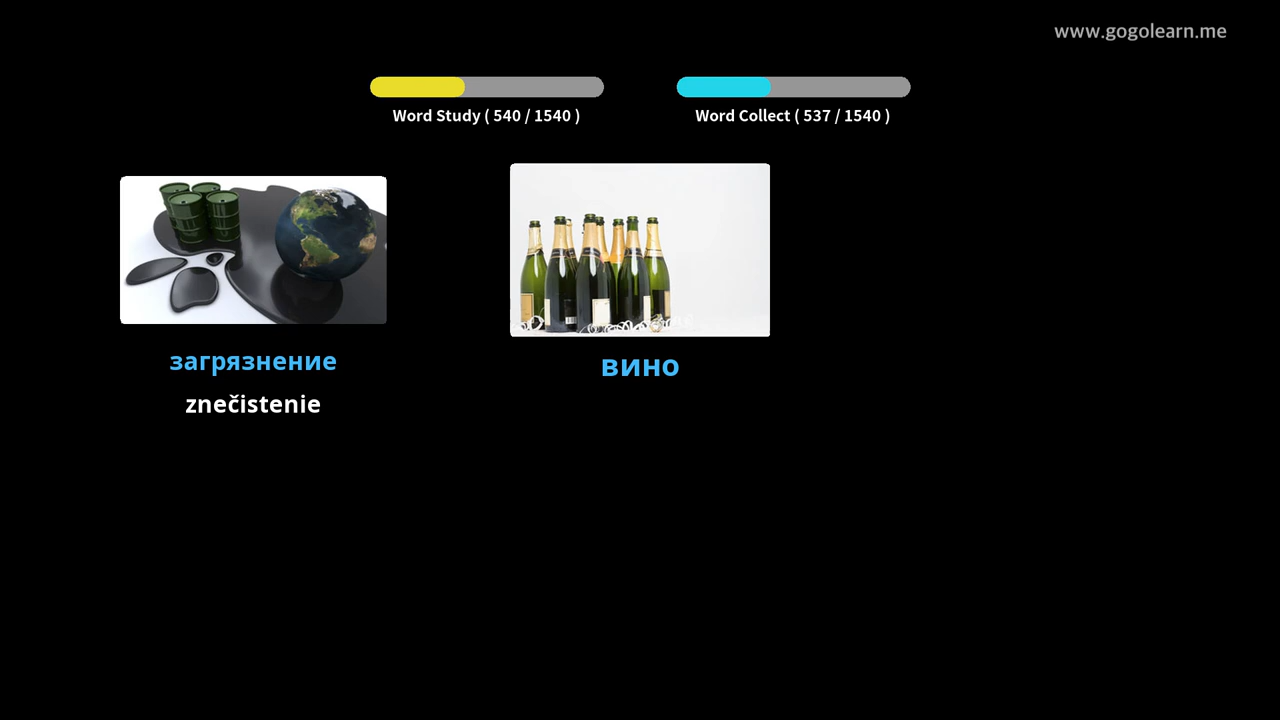 www.gogolearn.me
Word Study ( 540 / 1540 )
Word Collect ( 537 / 1540 )
загрязнение
znečistenie
вино